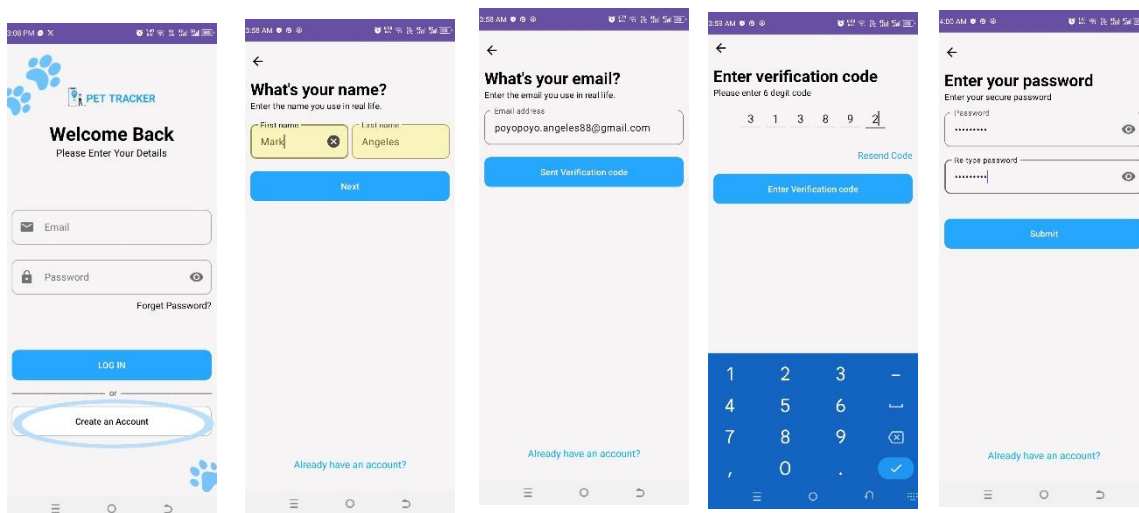 3:08 PM
PET TRACKER
Welcome Back
Please Enter Your Details
Email
Password
Forget Password?
LOG IN
or
Create an Account
3:58 AM
What's your name?
Enter the name you use in real life.
First name
Last name
Mark
Angeles
Next
Already have an account?
3:58 AM
What's your email?
Enter the email you use in real life.
Email address
poyopoyo.angeles88@gmail.com
Sent Verification code
Already have an account?
3:59 AM
Enter verification code
Please enter 6 degit code
3 1 3 8 9 2
Resend Code
Enter Verification code
1 2 3 –
4 5 6
7 8 9
, 0 .
4:00 AM
Enter your password
Enter your secure password
Password
•••••••••
Re-type password
•••••••••
Submit
Already have an account?